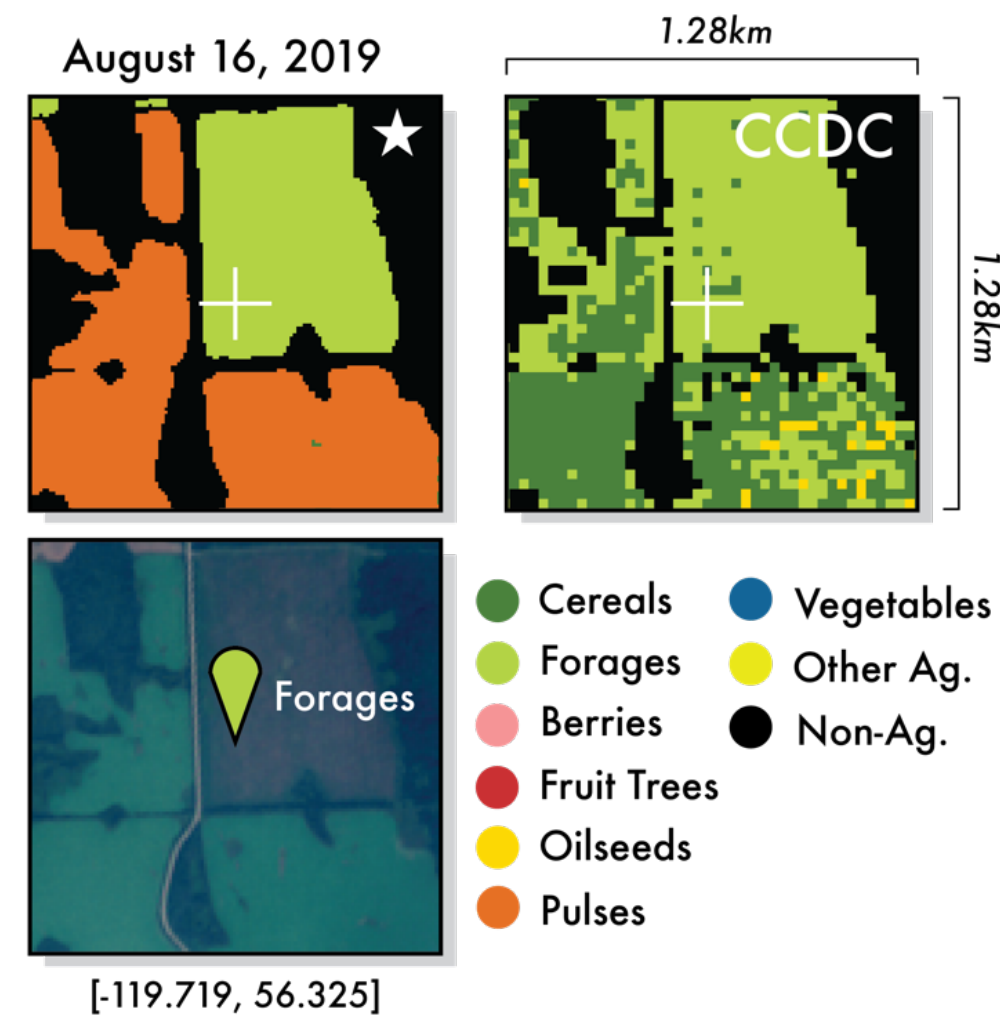 August 16, 2019
1.28km
CCDC
1.28km
Forages
[-119.719, 56.325]
Cereals
Forages
Berries
Fruit Trees
Oilseeds
Pulses
Vegetables
Other Ag.
Non-Ag.